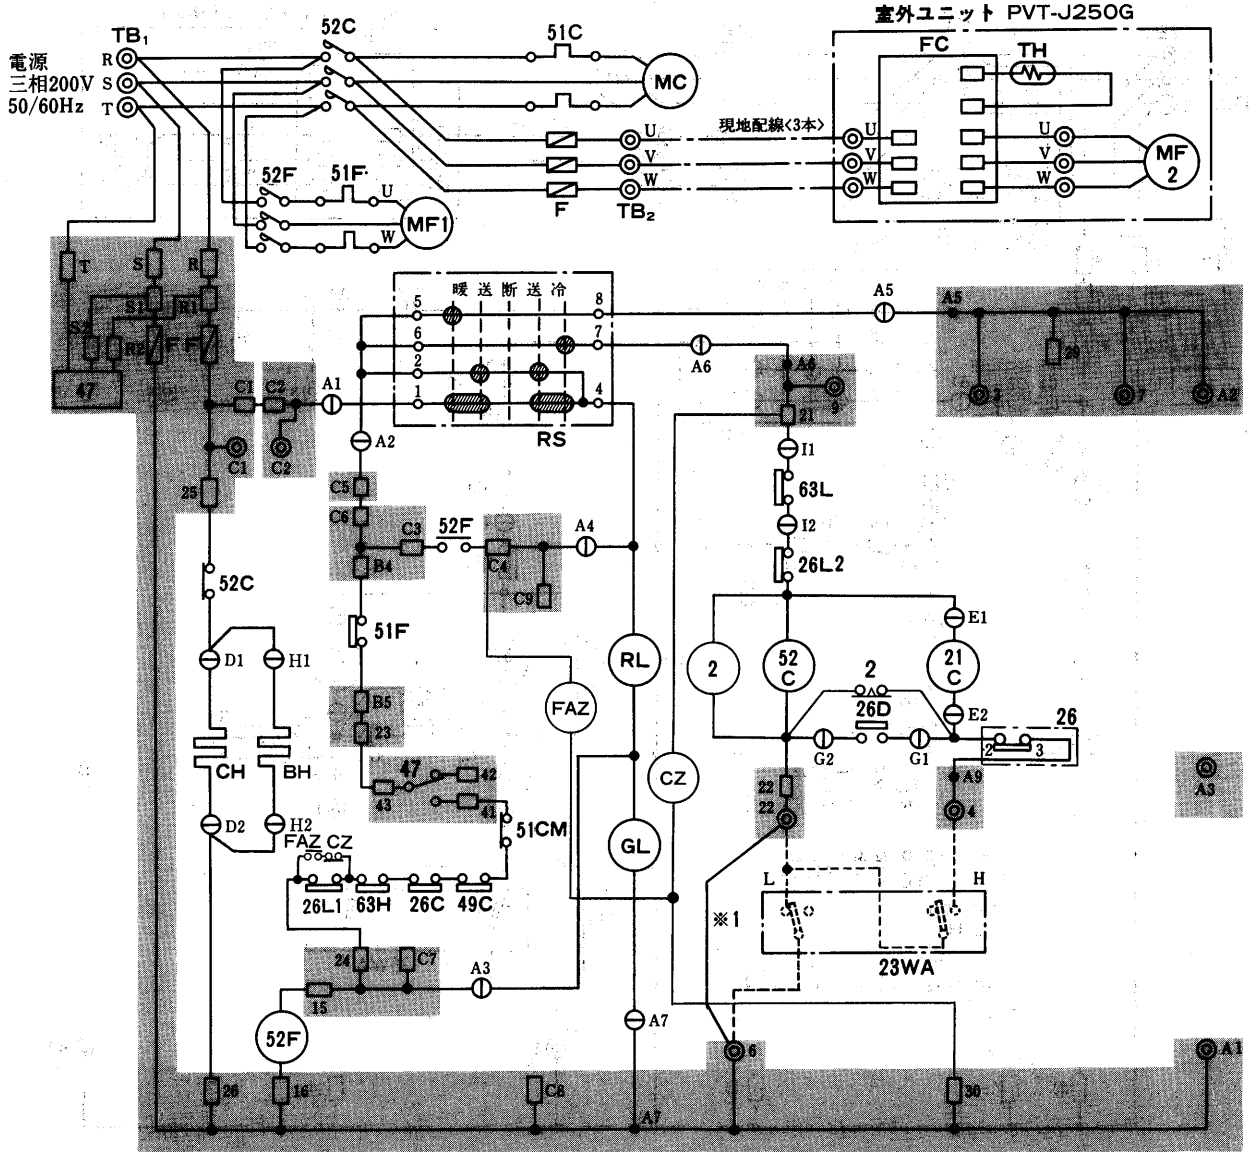 室外ユニット PVT-J250G
52C
51C
TB₁
FC
TH
電源
三相200V
50/60Hz
R
S
T
MC
現地配線<3本>
U
V
W
U
V
W
U
V
W
MF
2
52F
51F
U
W
MF1
F
TB₂
T
S
R
S1
R1
S2
R2
F
F
47
暖 送 断 送 冷
5
8
6
7
2
1
4
RS
A5
A5
A6
A6
29
3
7
A2
9
21
C1
C2
A1
C1
C2
25
A2
C5
C6
C3
52F
C4
A4
B4
C9
I1
63L
I2
26L2
52C
51F
D1
H1
RL
2
52
C
E1
21
C
E2
2
26D
G2
G1
26
2
3
FAZ
B5
23
CH
BH
CZ
47
42
43
41
22
22
A9
4
A3
D2
H2
51CM
GL
FAZ
CZ
26L1
63H
26C
49C
L
H
※1
23WA
24
C7
A3
15
52F
A7
6
A1
26
16
C8
30
A7